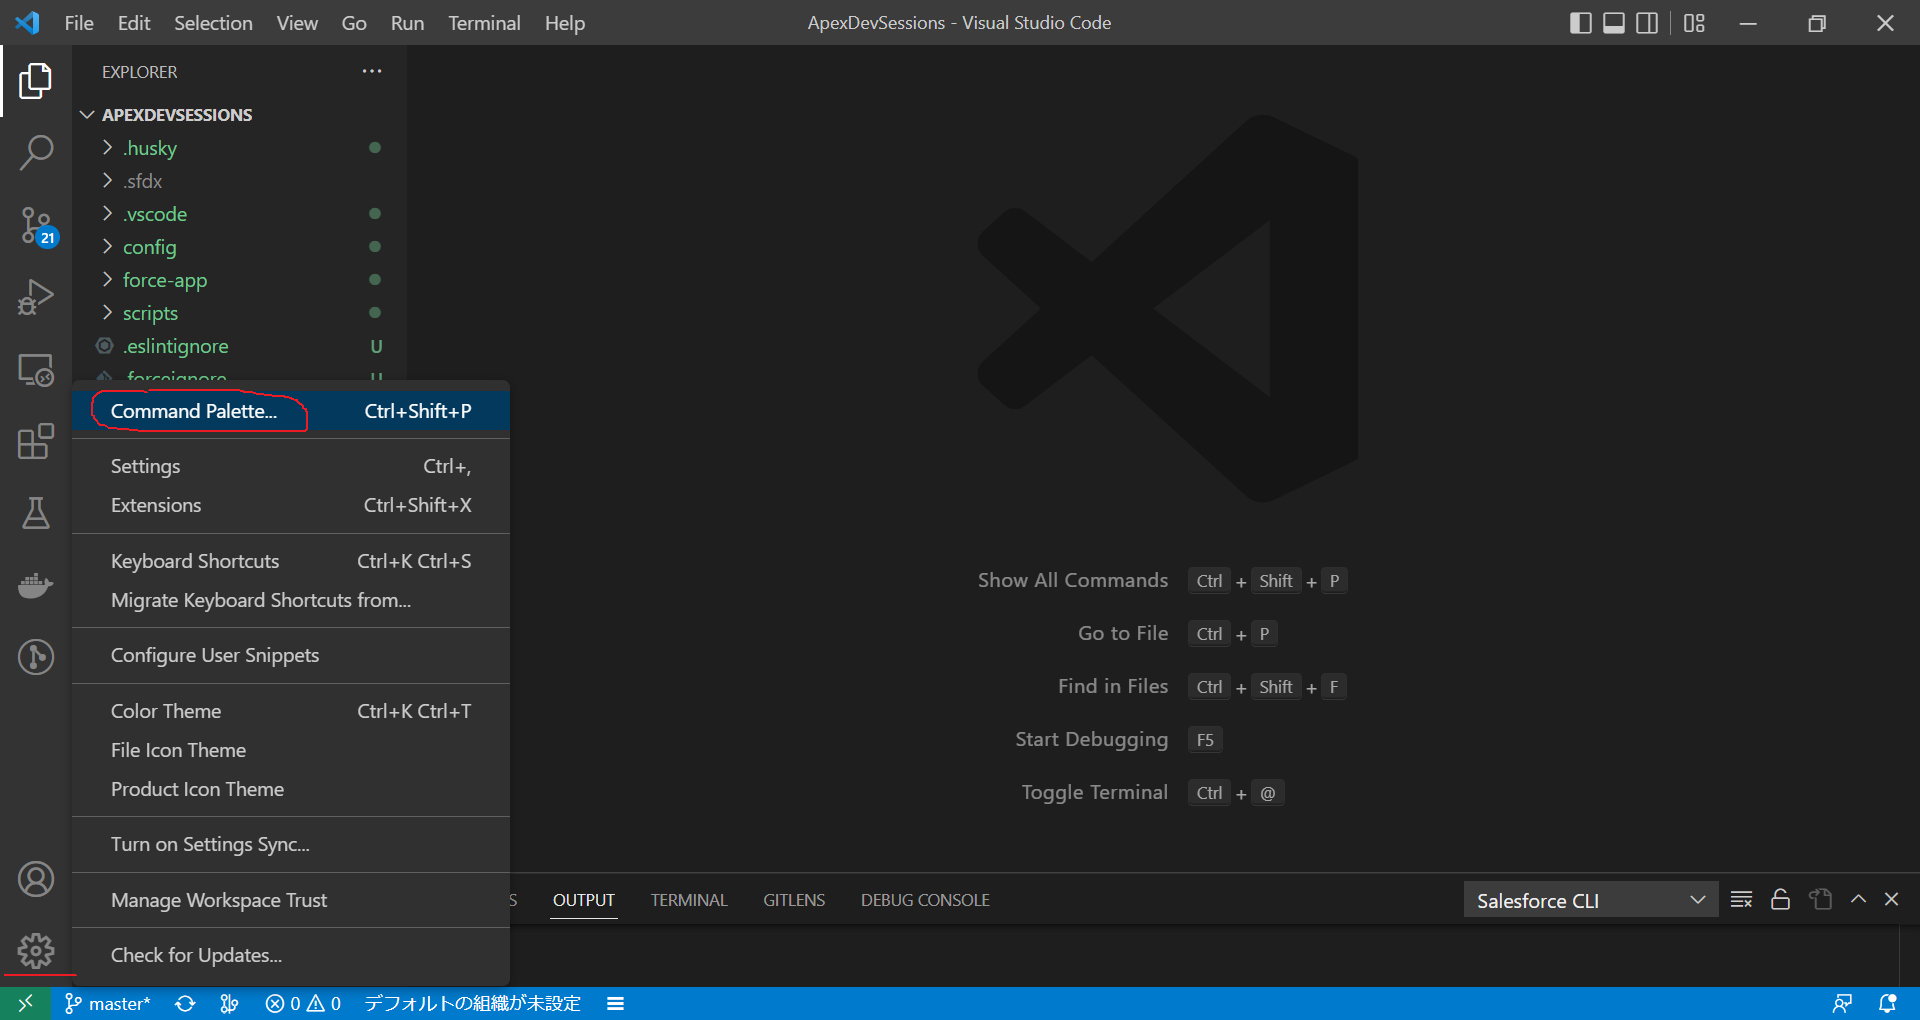 File Edit Selection View Go Run Terminal Help
ApexDevSessions - Visual Studio Code
EXPLORER
APEXDEVSESSIONS
.husky
.sfdx
.vscode
config
force-app
scripts
.eslintignore U
.forceignore U
21
Command Palette... Ctrl+Shift+P
Settings Ctrl+,
Extensions Ctrl+Shift+X
Keyboard Shortcuts Ctrl+K Ctrl+S
Migrate Keyboard Shortcuts from...
Configure User Snippets
Color Theme Ctrl+K Ctrl+T
File Icon Theme
Product Icon Theme
Turn on Settings Sync...
Manage Workspace Trust
Check for Updates...
Show All Commands Ctrl + Shift + P
Go to File Ctrl + P
Find in Files Ctrl + Shift + F
Start Debugging F5
Toggle Terminal Ctrl + @
S OUTPUT TERMINAL GITLENS DEBUG CONSOLE
Salesforce CLI
master* 0 0 デフォルトの組織が未設定